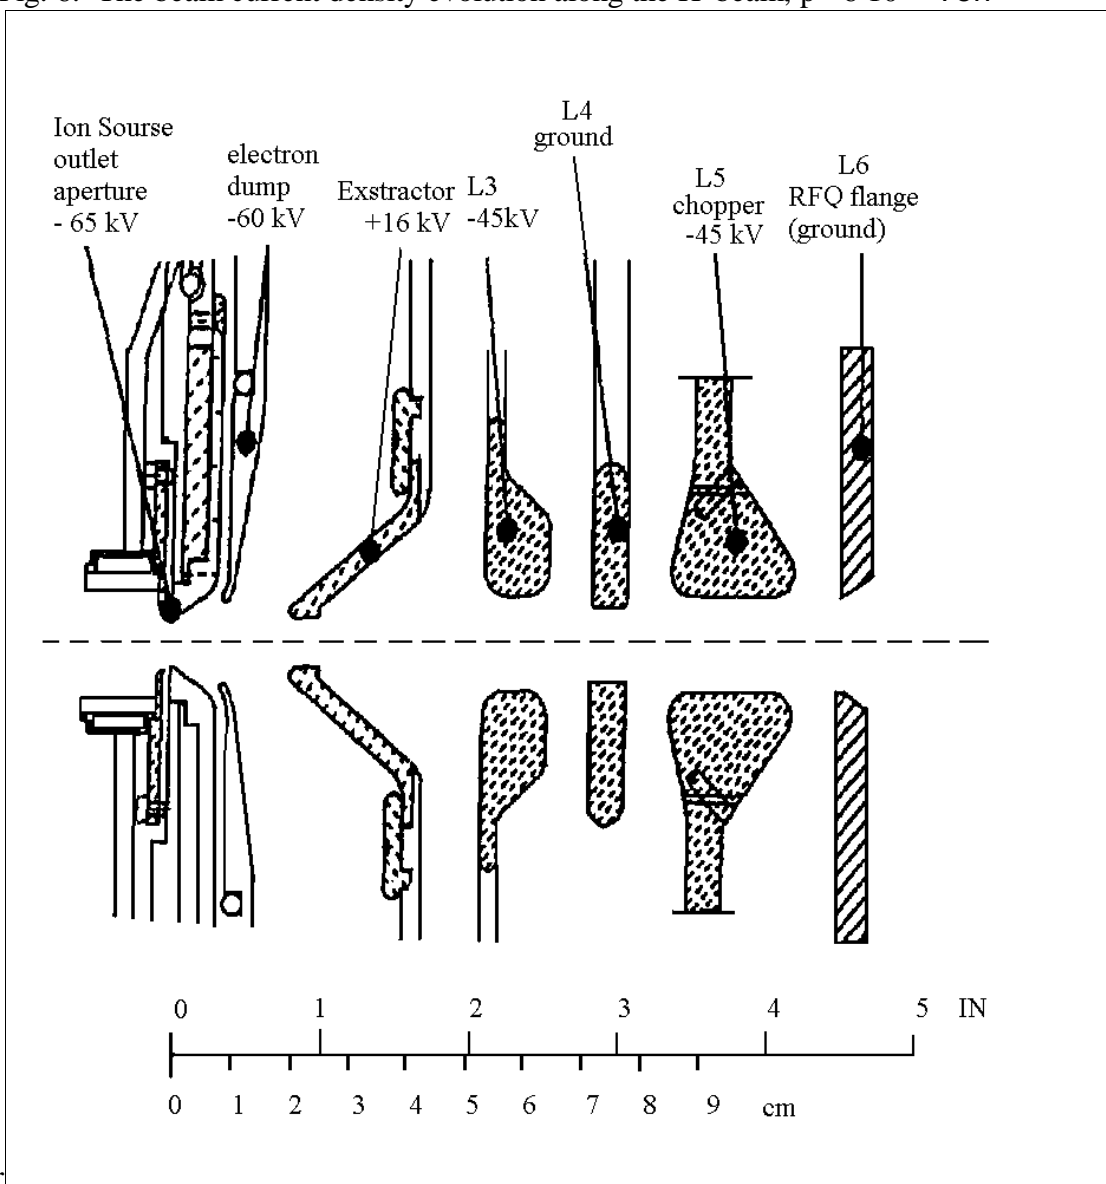 Ion Sourse
outlet
aperture
- 65 kV
electron
dump
-60 kV
Exstractor
+16 kV
L3
-45kV
L4
ground
L5
chopper
-45 kV
L6
RFQ flange
(ground)
0 1 2 3 4 5 IN
0 1 2 3 4 5 6 7 8 9 cm